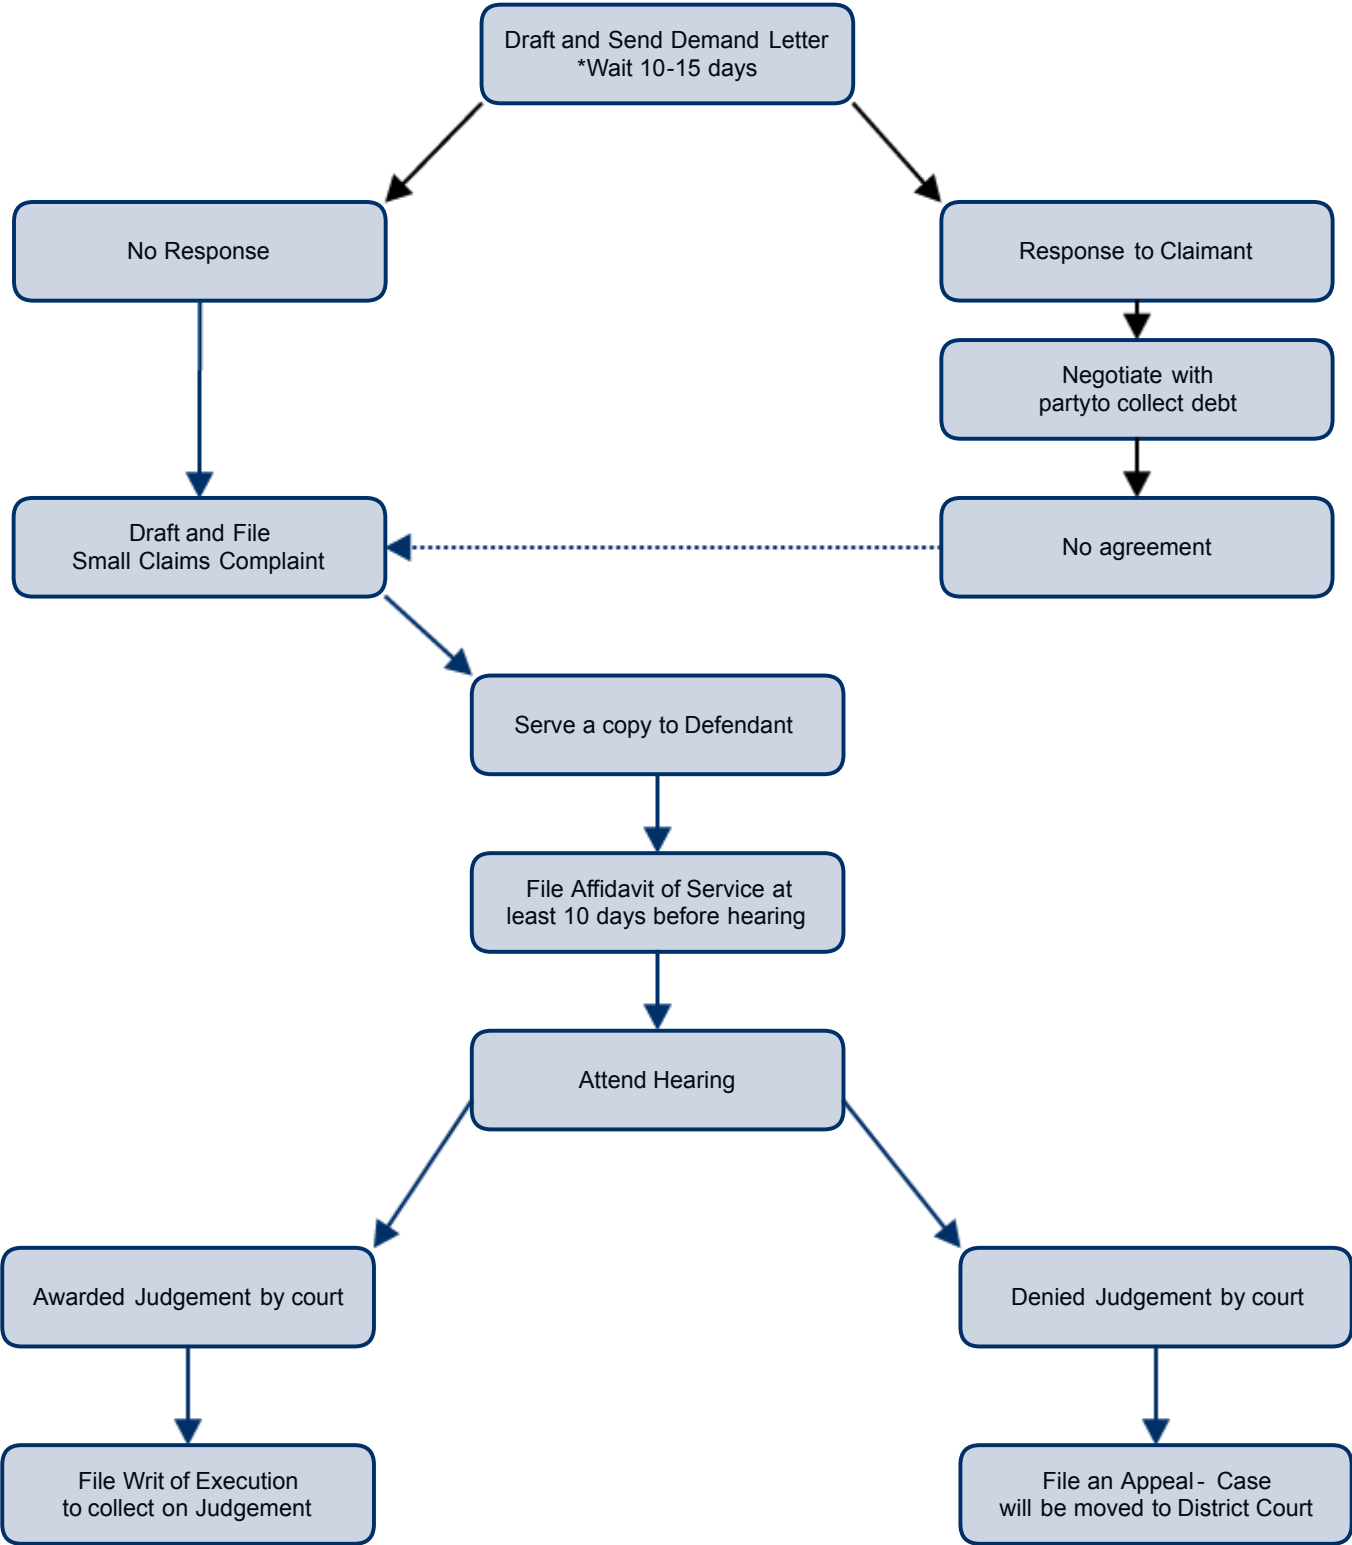 Draft and Send Demand Letter
*Wait 10-15 days
No Response
Response to Claimant
Negotiate with
partyto collect debt
Draft and File
Small Claims Complaint
No agreement
Serve a copy to Defendant
File Affidavit of Service at
least 10 days before hearing
Attend Hearing
Awarded Judgement by court
Denied Judgement by court
File Writ of Execution
to collect on Judgement
File an Appeal- Case
will be moved to District Court